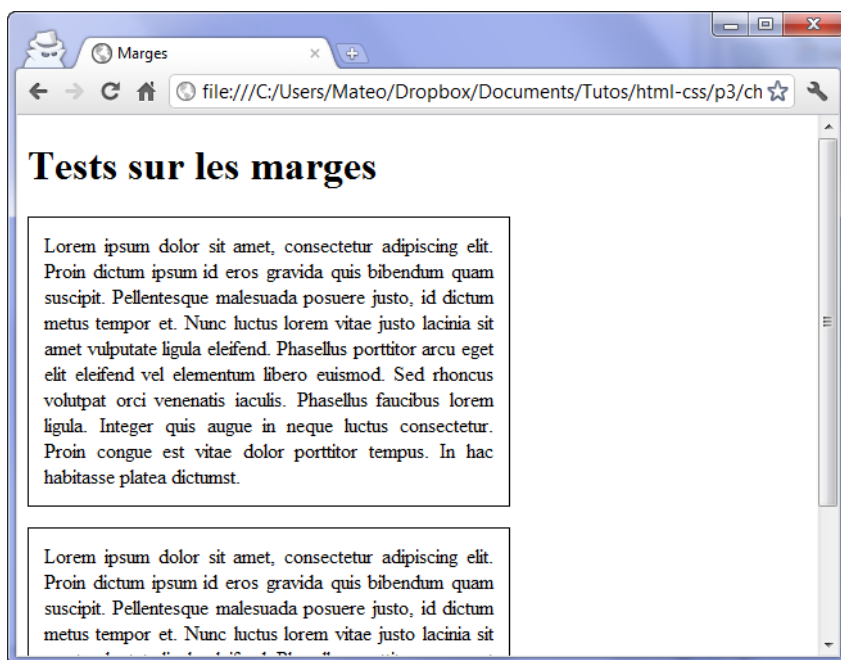 Marges
file:///C:/Users/Mateo/Dropbox/Documents/Tutos/html-css/p3/ch
Tests sur les marges
Lorem ipsum dolor sit amet, consectetur adipiscing elit.
Proin dictum ipsum id eros gravida quis bibendum quam
suscipit. Pellentesque malesuada posuere justo, id dictum
metus tempor et. Nunc luctus lorem vitae justo lacinia sit
amet vulputate ligula eleifend. Phasellus porttitor arcu eget
elit eleifend vel elementum libero euismod. Sed rhoncus
volutpat orci venenatis iaculis. Phasellus faucibus lorem
ligula. Integer quis augue in neque luctus consectetur.
Proin congue est vitae dolor porttitor tempus. In hac
habitasse platea dictumst.
Lorem ipsum dolor sit amet, consectetur adipiscing elit.
Proin dictum ipsum id eros gravida quis bibendum quam
suscipit. Pellentesque malesuada posuere justo, id dictum
metus tempor et. Nunc luctus lorem vitae justo lacinia sit